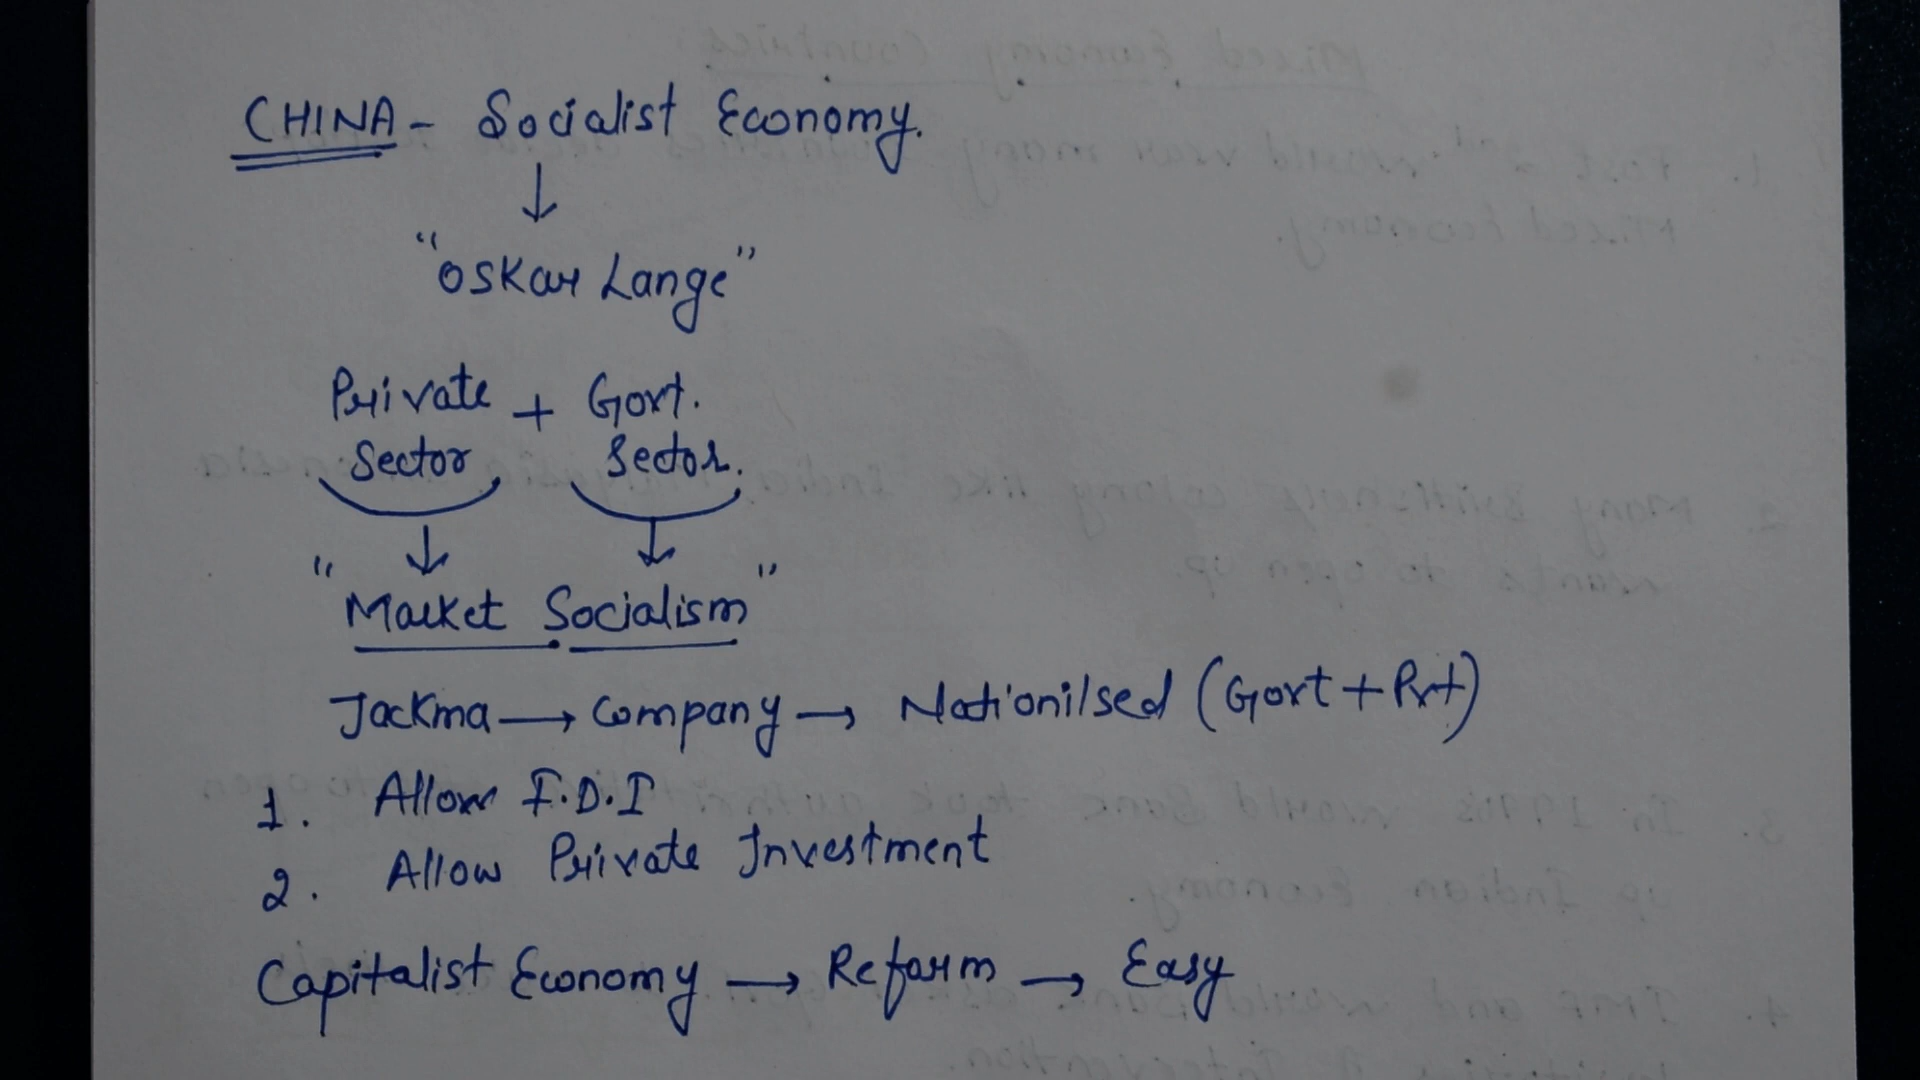 CHINA - Socialist Economy.
"Oskar Lange"
Private + Govt.
Sector Sector.
"Market Socialism"
Jackma → Company → Nationilsed (Govt + Pvt)
1. Allow F.D.I
2. Allow Private Investment
Capitalist Economy → Reform → Easy